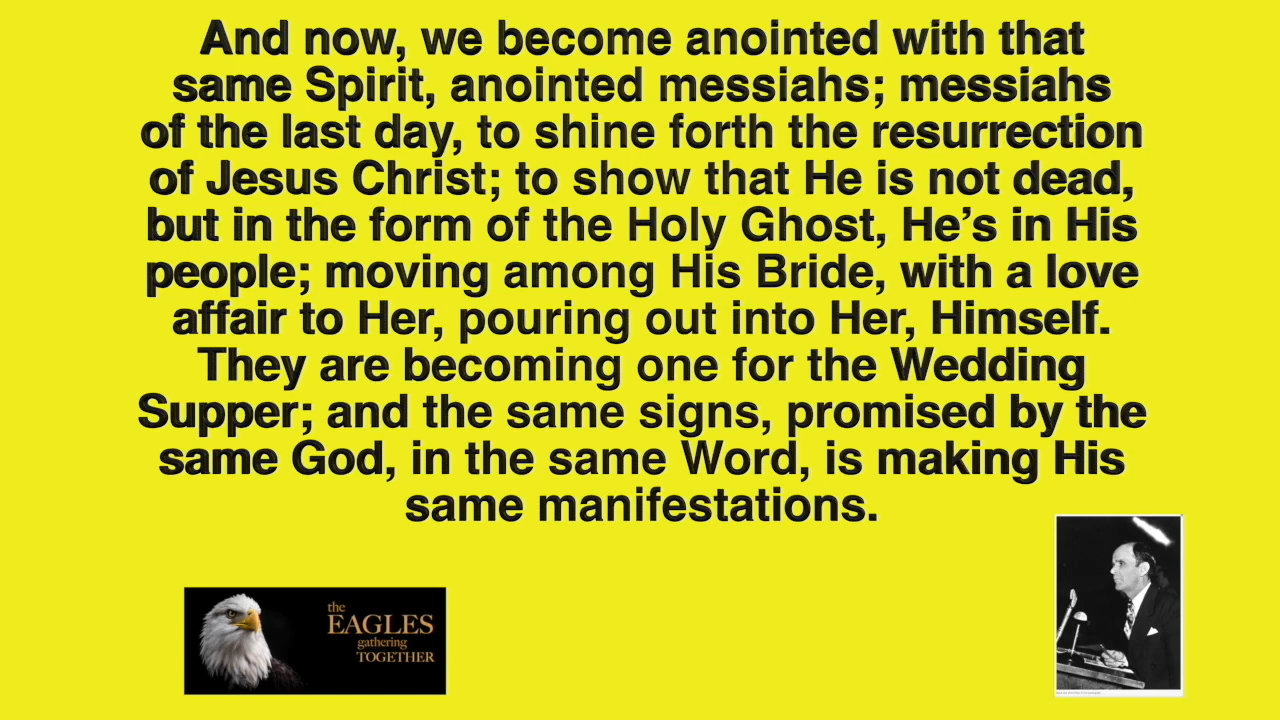 And now, we become anointed with that
same Spirit, anointed messiahs; messiahs
of the last day, to shine forth the resurrection
of Jesus Christ; to show that He is not dead,
but in the form of the Holy Ghost, He’s in His
people; moving among His Bride, with a love
affair to Her, pouring out into Her, Himself.
They are becoming one for the Wedding
Supper; and the same signs, promised by the
same God, in the same Word, is making His
same manifestations.
the
EAGLES
gathering
TOGETHER